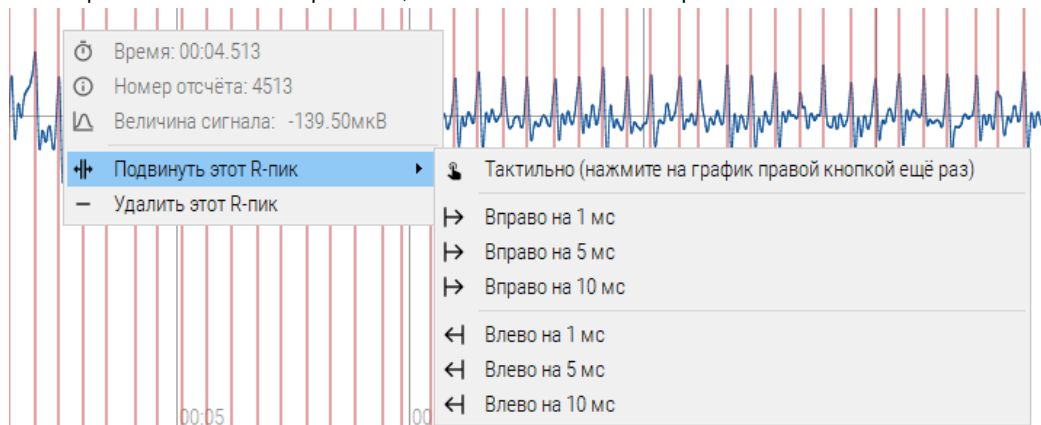 Время: 00:04.513
Номер отсчёта: 4513
Величина сигнала: -139.50мкВ
Подвинуть этот R-пик
Удалить этот R-пик
Тактильно (нажмите на график правой кнопкой ещё раз)
Вправо на 1 мс
Вправо на 5 мс
Вправо на 10 мс
Влево на 1 мс
Влево на 5 мс
Влево на 10 мс
00:05
00